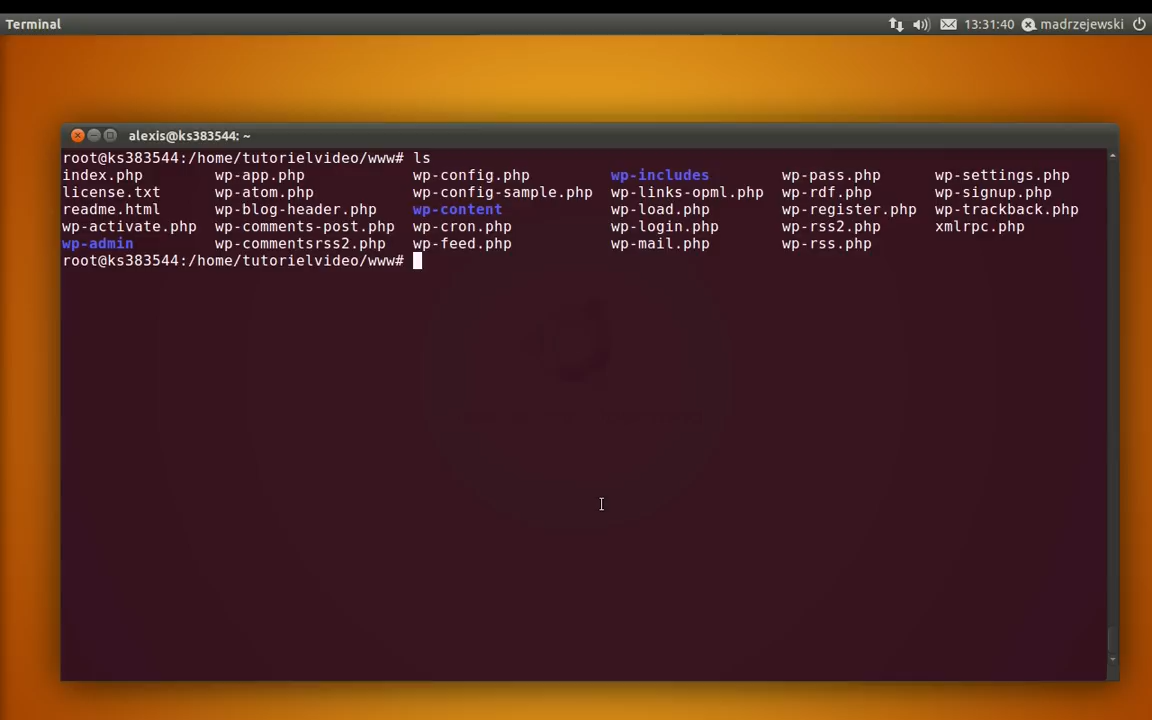 Terminal 13:31:40 madrzejewski
alexis@ks383544: ~
root@ks383544:/home/tutorielvideo/www# ls
index.php wp-app.php wp-config.php wp-includes wp-pass.php wp-settings.php
license.txt wp-atom.php wp-config-sample.php wp-links-opml.php wp-rdf.php wp-signup.php
readme.html wp-blog-header.php wp-content wp-load.php wp-register.php wp-trackback.php
wp-activate.php wp-comments-post.php wp-cron.php wp-login.php wp-rss2.php xmlrpc.php
wp-admin wp-commentsrss2.php wp-feed.php wp-mail.php wp-rss.php
root@ks383544:/home/tutorielvideo/www#